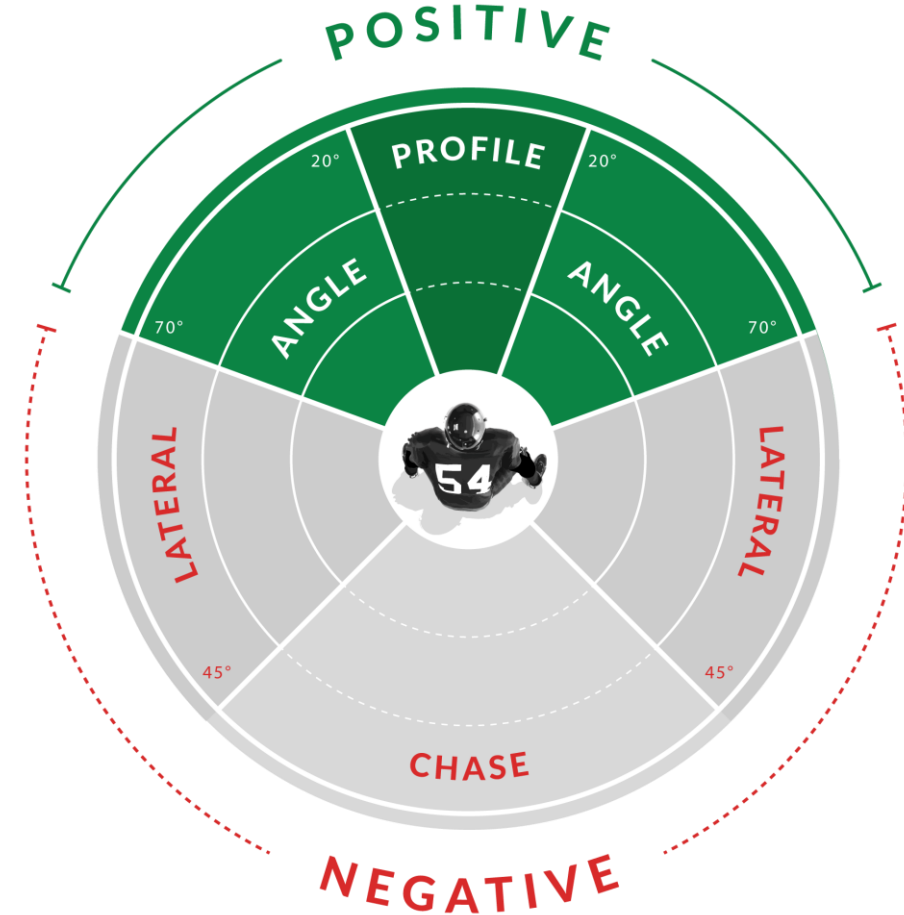 POSITIVE
PROFILE
20°
20°
ANGLE
ANGLE
70°
70°
LATERAL
LATERAL
54
45°
45°
CHASE
NEGATIVE